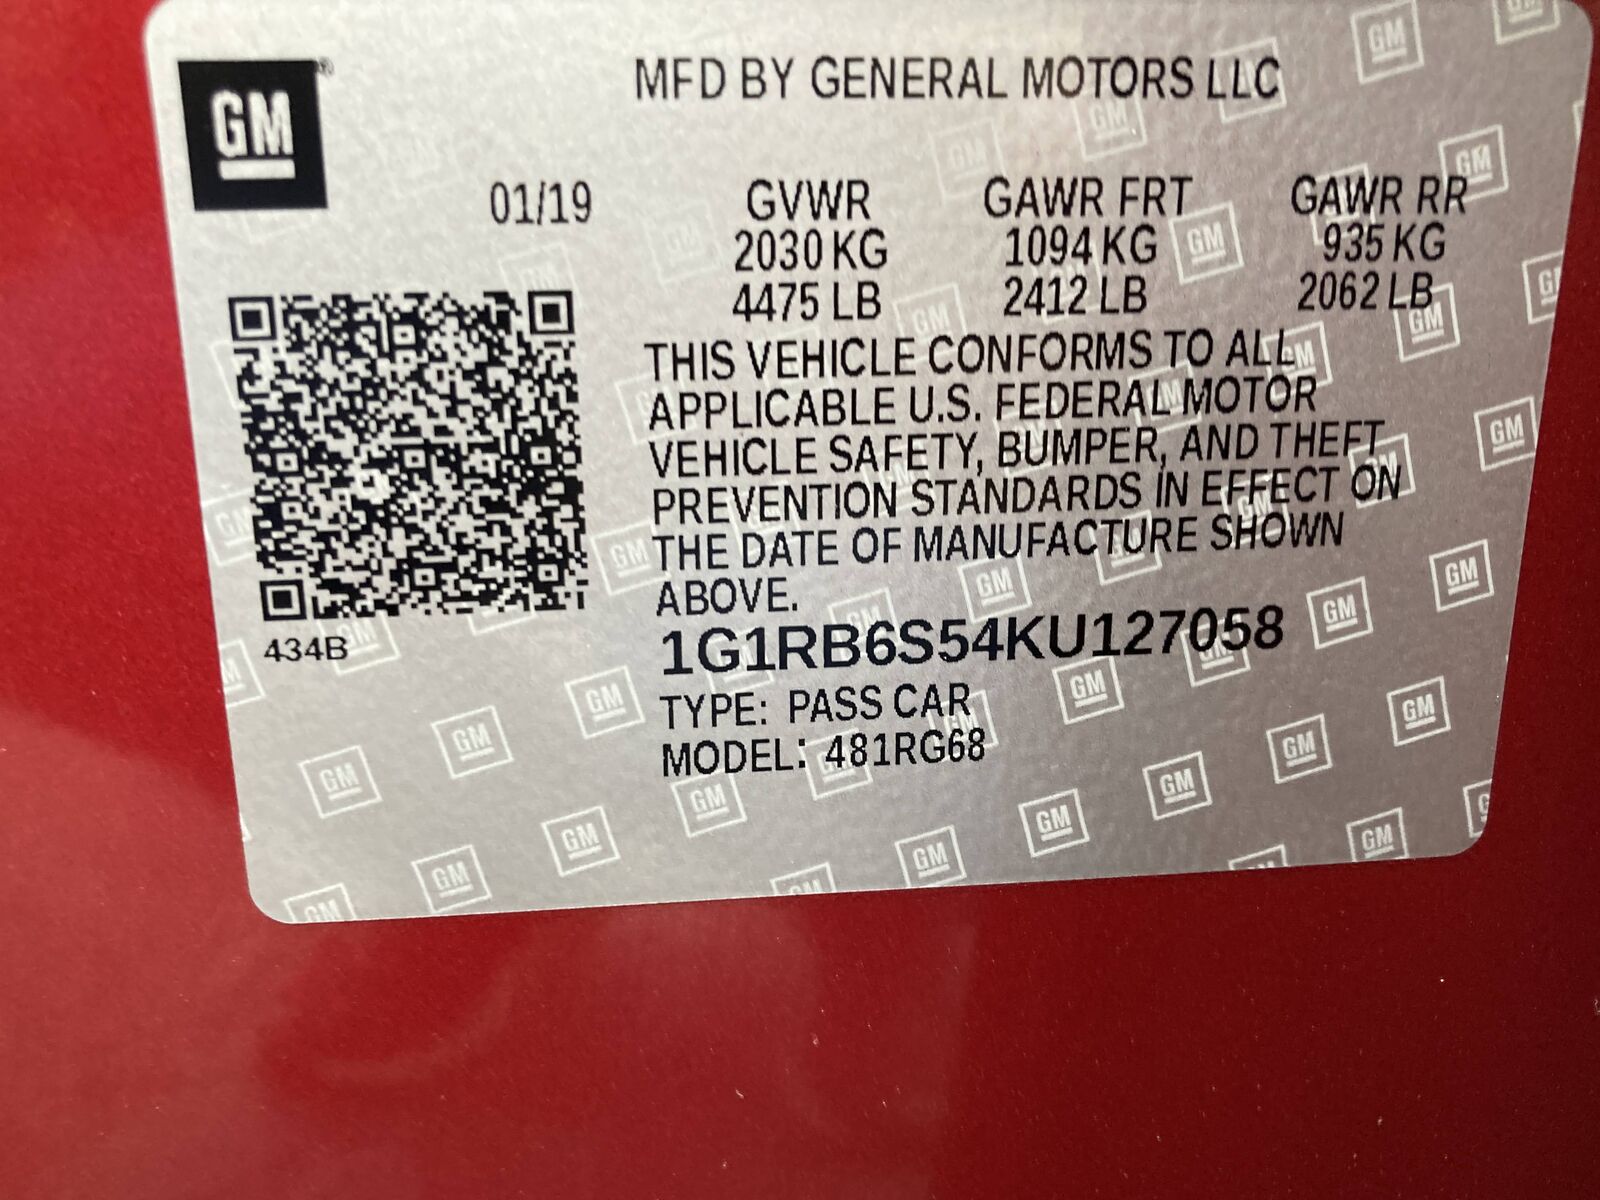 GM
MFD BY GENERAL MOTORS LLC
01/19 GVWR GAWR FRT GAWR RR
2030 KG 1094 KG 935 KG
4475 LB 2412 LB 2062 LB
THIS VEHICLE CONFORMS TO ALL
APPLICABLE U.S. FEDERAL MOTOR
VEHICLE SAFETY, BUMPER, AND THEFT
PREVENTION STANDARDS IN EFFECT ON
THE DATE OF MANUFACTURE SHOWN
ABOVE.
434B
1G1RB6S54KU127058
TYPE: PASS CAR
MODEL: 481RG68